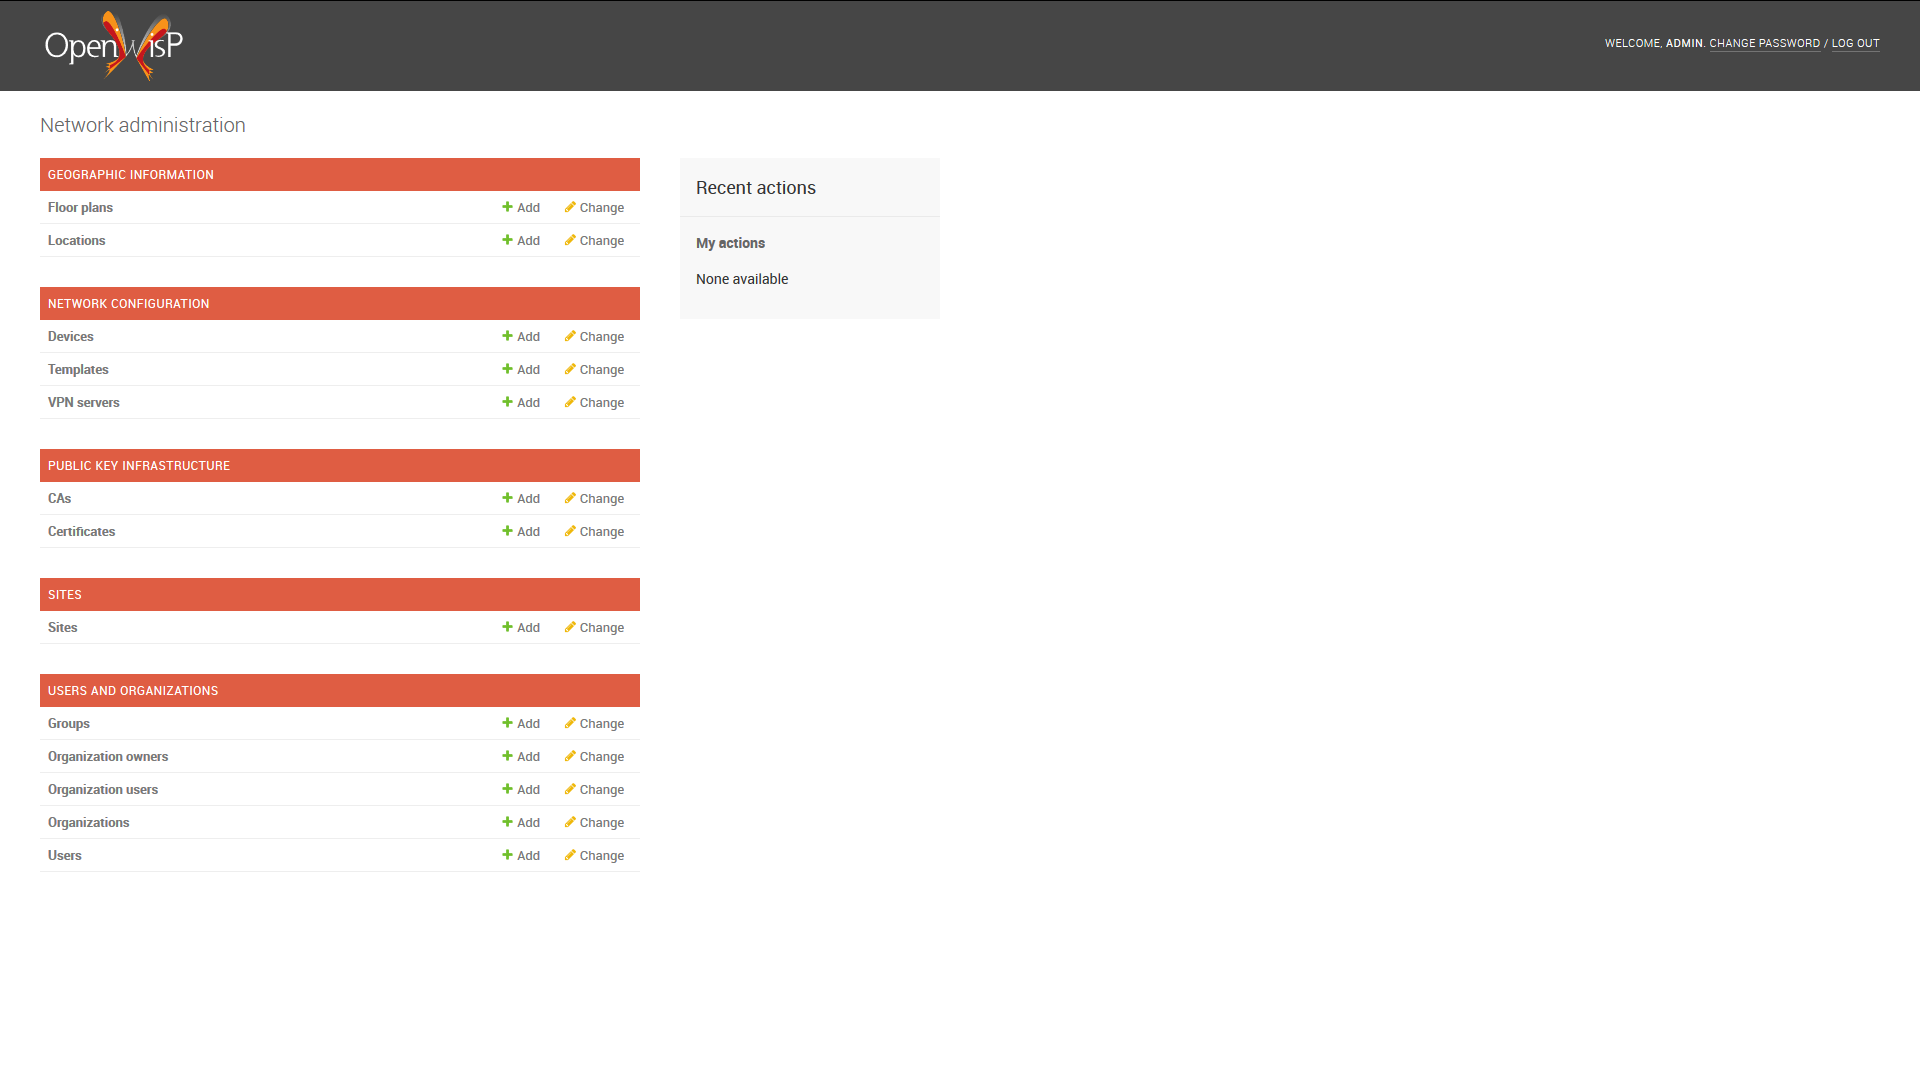 OpenWisP
WELCOME, ADMIN. CHANGE PASSWORD / LOG OUT
Network administration
GEOGRAPHIC INFORMATION
Floor plans Add Change
Locations Add Change
NETWORK CONFIGURATION
Devices Add Change
Templates Add Change
VPN servers Add Change
PUBLIC KEY INFRASTRUCTURE
CAs Add Change
Certificates Add Change
SITES
Sites Add Change
USERS AND ORGANIZATIONS
Groups Add Change
Organization owners Add Change
Organization users Add Change
Organizations Add Change
Users Add Change
Recent actions
My actions
None available